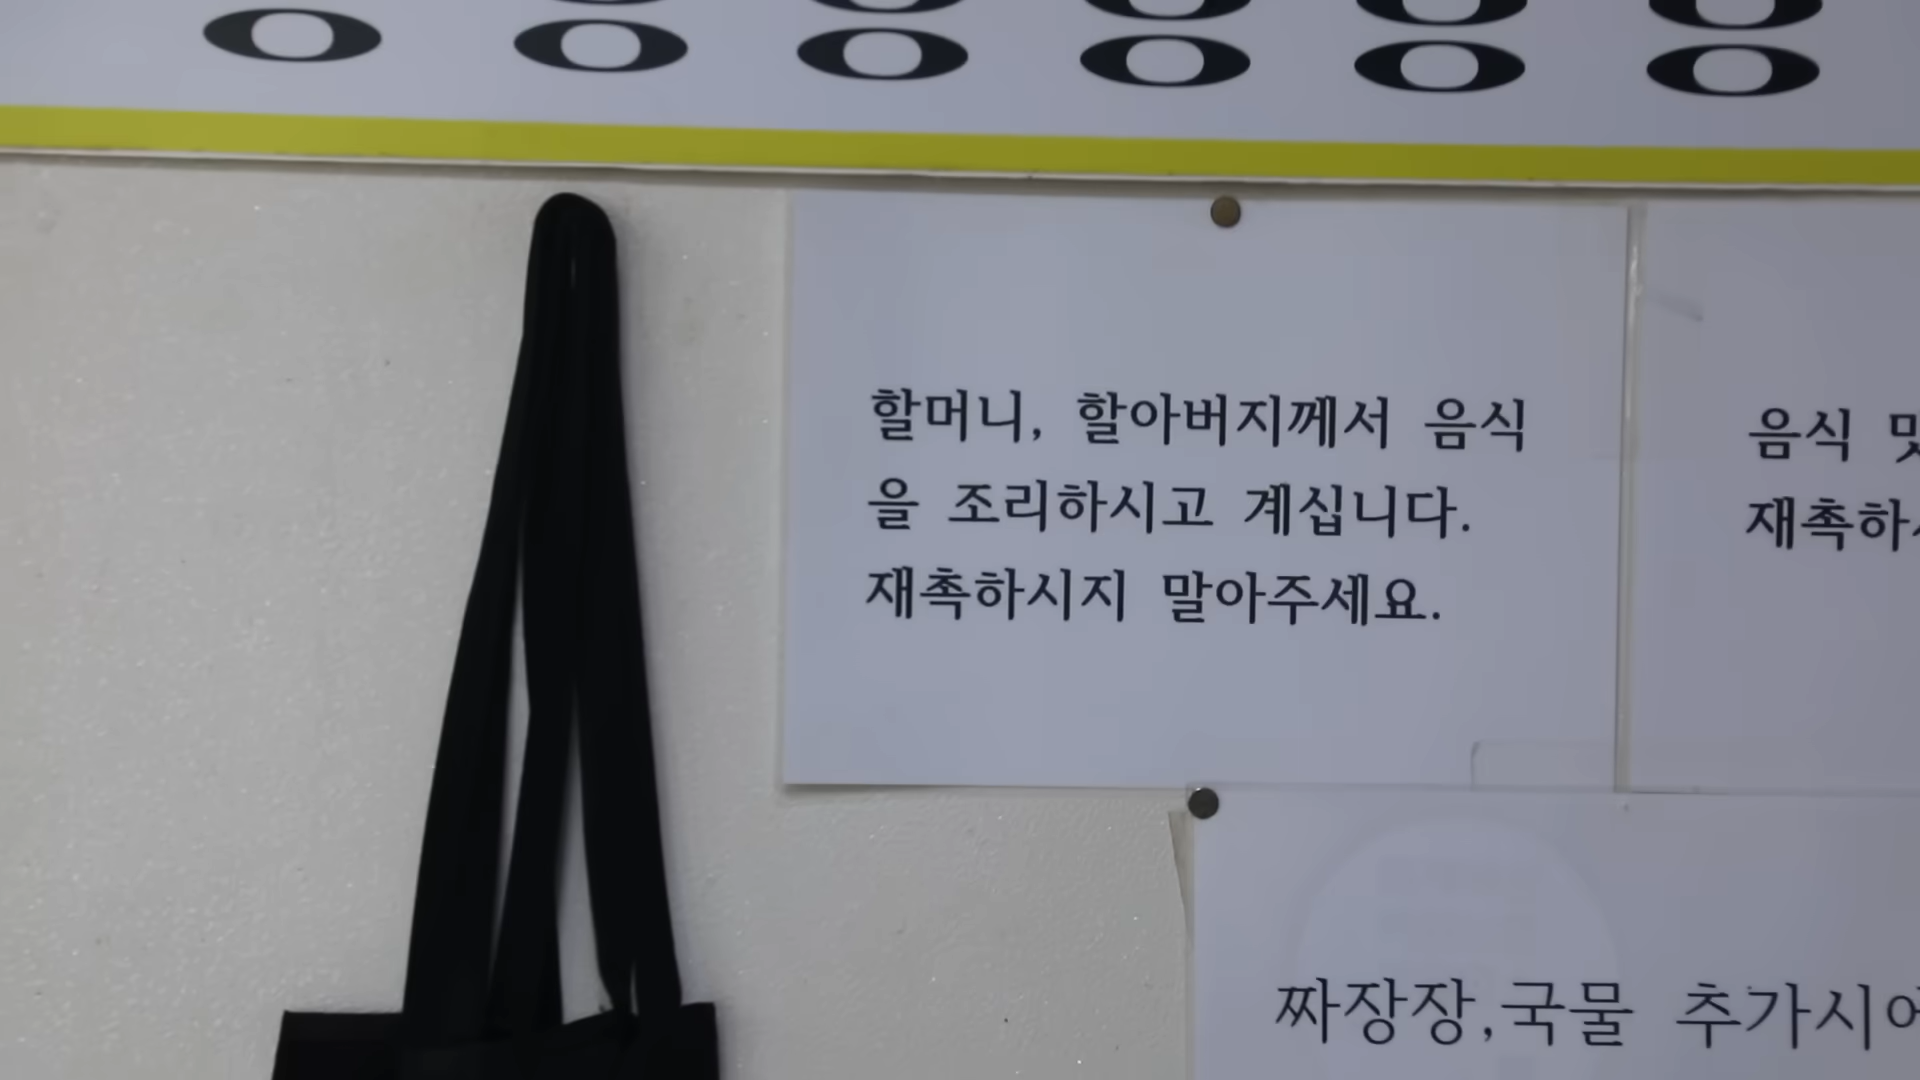 할머니, 할아버지께서 음식
을 조리하시고 계십니다.
재촉하시지 말아주세요.
음식
재촉하
짜장장,국물 추가시